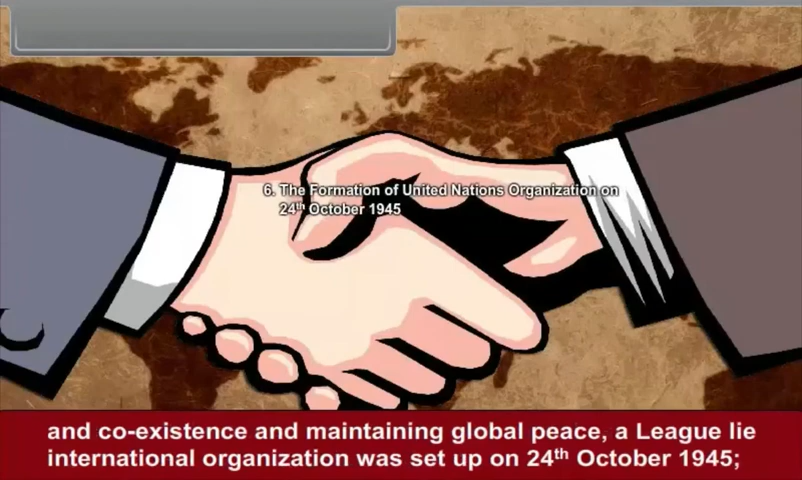 6. The Formation of United Nations Organization on
24th October 1945
and co-existence and maintaining global peace, a League lie
international organization was set up on 24th October 1945;